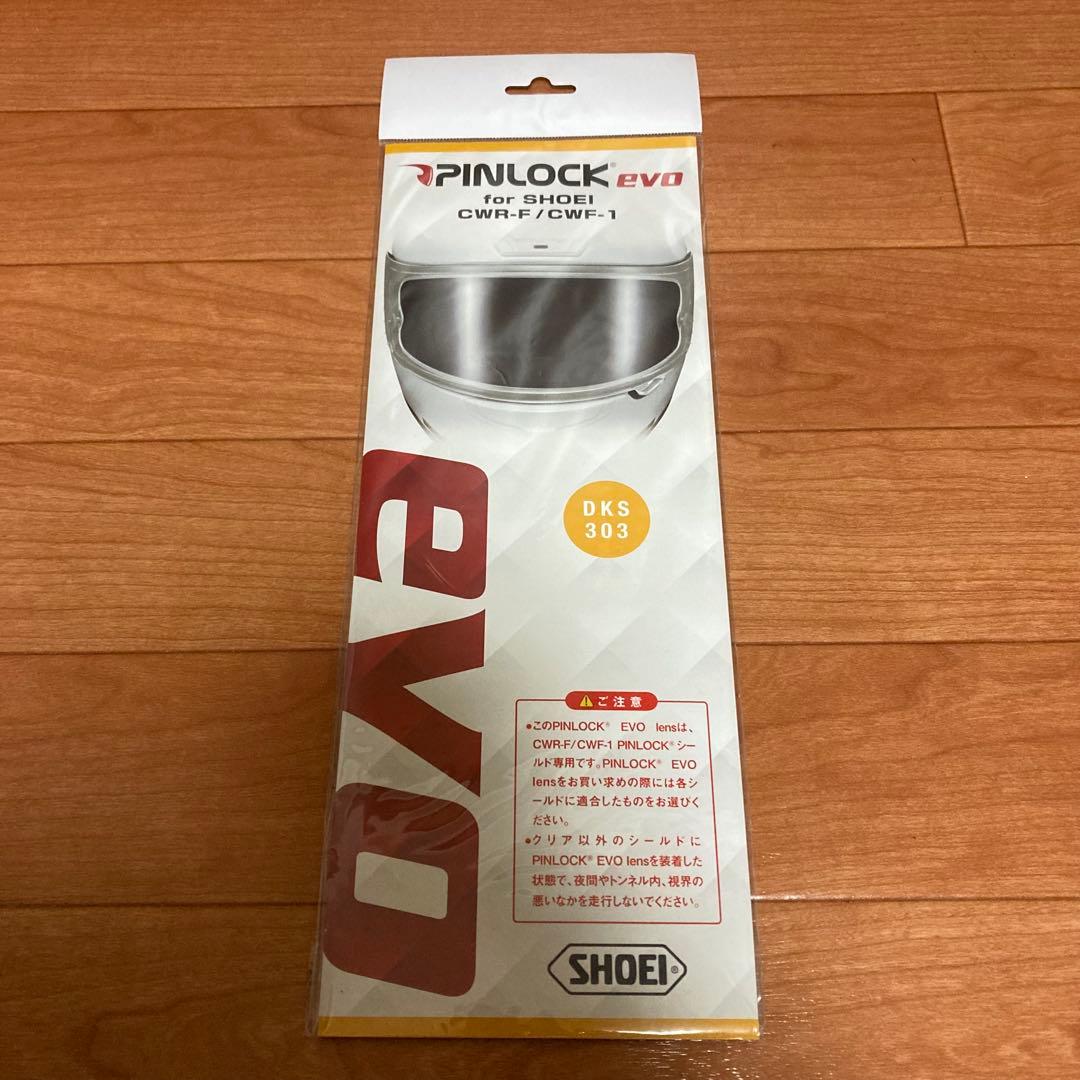 PINLOCK® evo
for SHOEI
CWR-F/CWF-1
evo
DKS
303
ご注意
●このPINLOCK® EVO lensは、
CWR-F/CWF-1 PINLOCK®シー
ルド専用です。PINLOCK® EVO
lensをお買い求めの際には各シ
ールドに適合したものをお選びく
ださい。
●クリア以外のシールドに
PINLOCK® EVO lensを装着した
状態で、夜間やトンネル内、視界の
悪いなかを走行しないでください。
SHOEI®